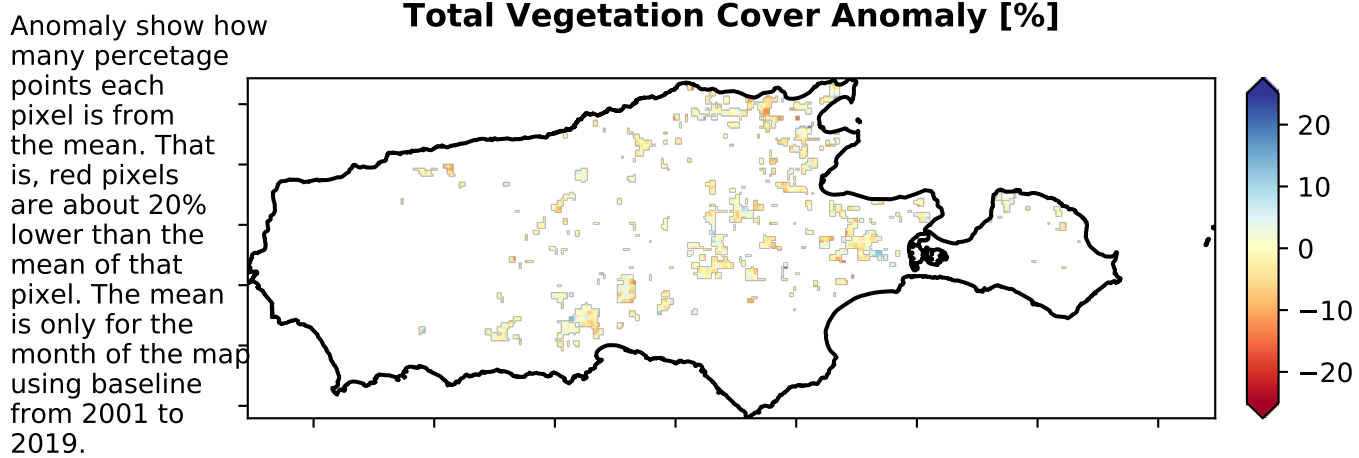 Total Vegetation Cover Anomaly [%]
Anomaly show how
many percetage
points each
pixel is from
the mean. That
is, red pixels
are about 20%
lower than the
mean of that
pixel. The mean
is only for the
month of the map
using baseline
from 2001 to
2019.
20
10
0
−10
−20